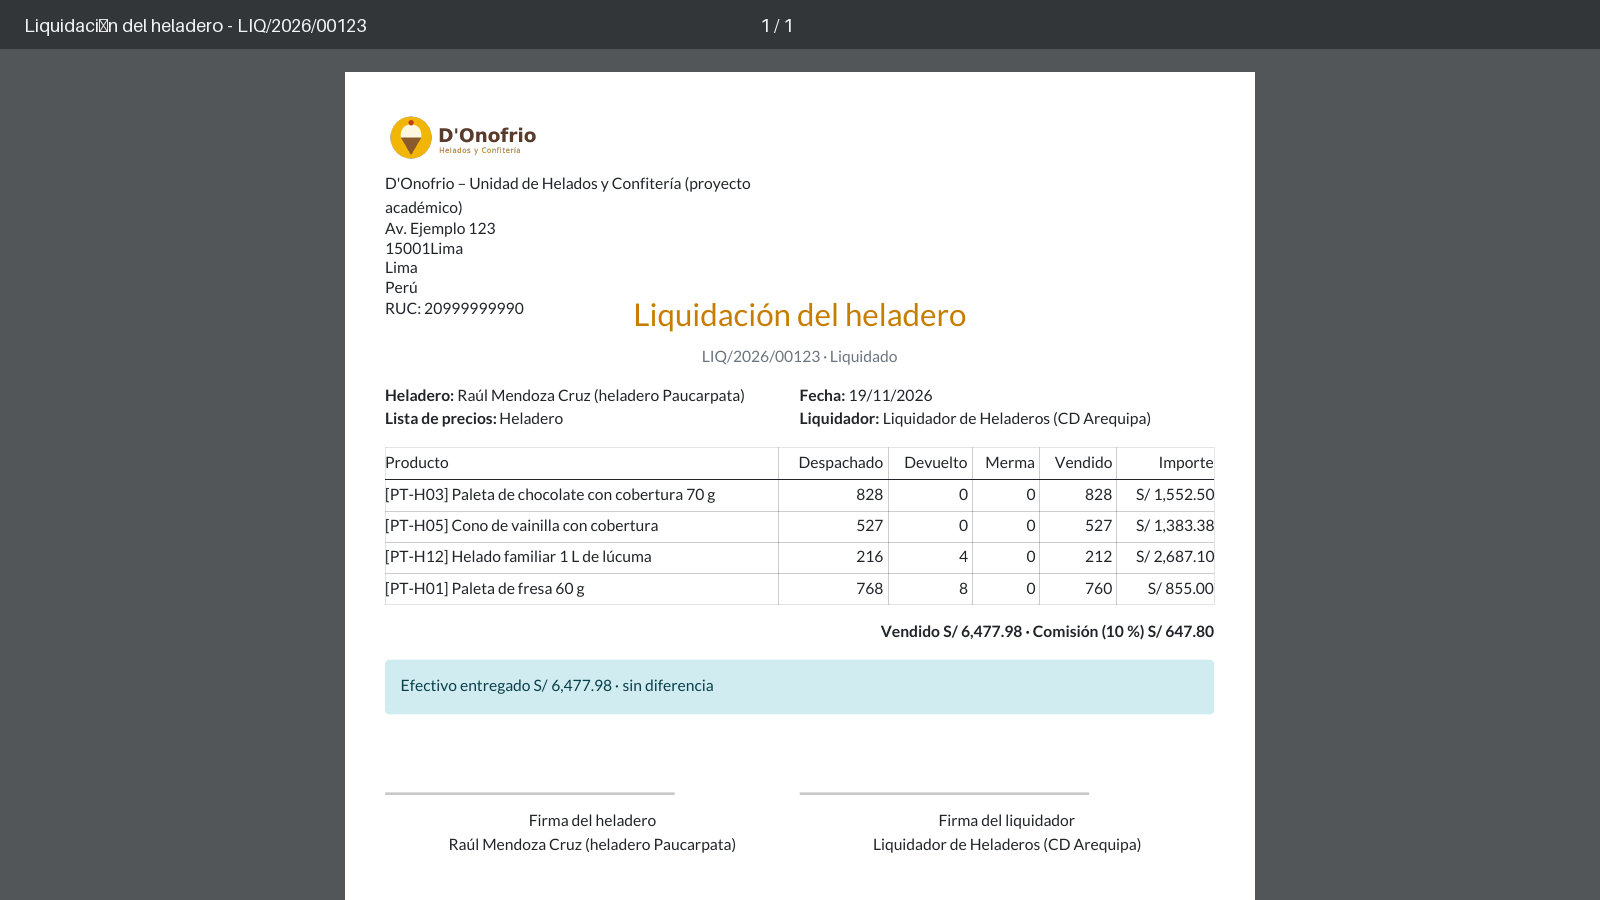 Liquidaci▯n del heladero - LIQ/2026/00123
1 / 1
D'Onofrio
Helados y Confitería
D'Onofrio – Unidad de Helados y Confitería (proyecto
académico)
Av. Ejemplo 123
15001Lima
Lima
Perú
RUC: 20999999990
Liquidación del heladero
LIQ/2026/00123 · Liquidado
Heladero: Raúl Mendoza Cruz (heladero Paucarpata) Fecha: 19/11/2026
Lista de precios: Heladero Liquidador: Liquidador de Heladeros (CD Arequipa)
Producto Despachado Devuelto Merma Vendido Importe
[PT-H03] Paleta de chocolate con cobertura 70 g 828 0 0 828 S/ 1,552.50
[PT-H05] Cono de vainilla con cobertura 527 0 0 527 S/ 1,383.38
[PT-H12] Helado familiar 1 L de lúcuma 216 4 0 212 S/ 2,687.10
[PT-H01] Paleta de fresa 60 g 768 8 0 760 S/ 855.00
Vendido S/ 6,477.98 · Comisión (10 %) S/ 647.80
Efectivo entregado S/ 6,477.98 · sin diferencia
Firma del heladero Firma del liquidador
Raúl Mendoza Cruz (heladero Paucarpata) Liquidador de Heladeros (CD Arequipa)